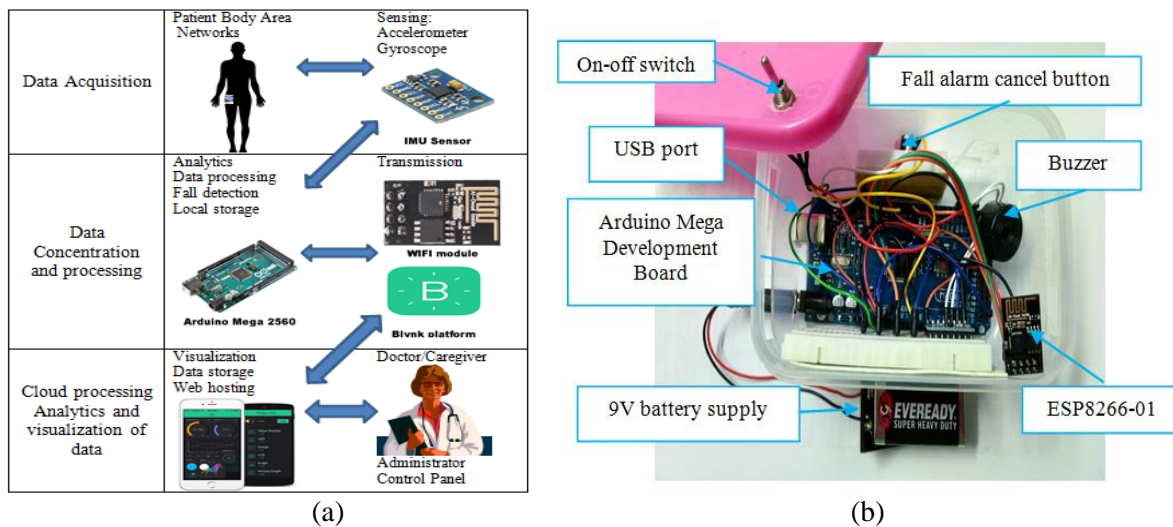 Data Acquisition
Patient Body Area
Networks
Sensing:
Accelerometer
Gyroscope
IMU Sensor
Data
Concentration
and processing
Analytics
Data processing
Fall detection
Local storage
Arduino Mega 2560
Transmission
WIFI module
B
Blynk platform
Cloud processing
Analytics and
visualization of
data
Visualization
Data storage
Web hosting
Doctor/Caregiver
Administrator
Control Panel
(a)
On-off switch
Fall alarm cancel button
USB port
Buzzer
Arduino Mega
Development
Board
9V battery supply
EVEREADY
SUPER HEAVY DUTY
ESP8266-01
(b)